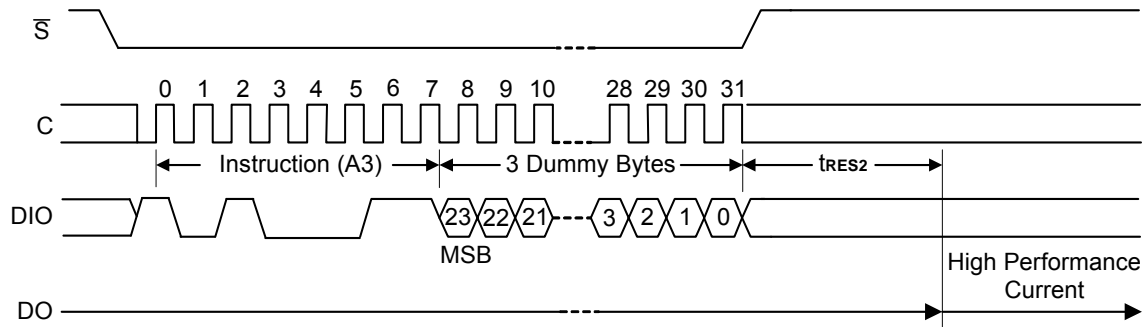 S
0 1 2 3 4 5 6 7 8 9 10 28 29 30 31
C
Instruction (A3) 3 Dummy Bytes tRES2
DIO 23 22 21 3 2 1 0
MSB
High Performance
Current
DO